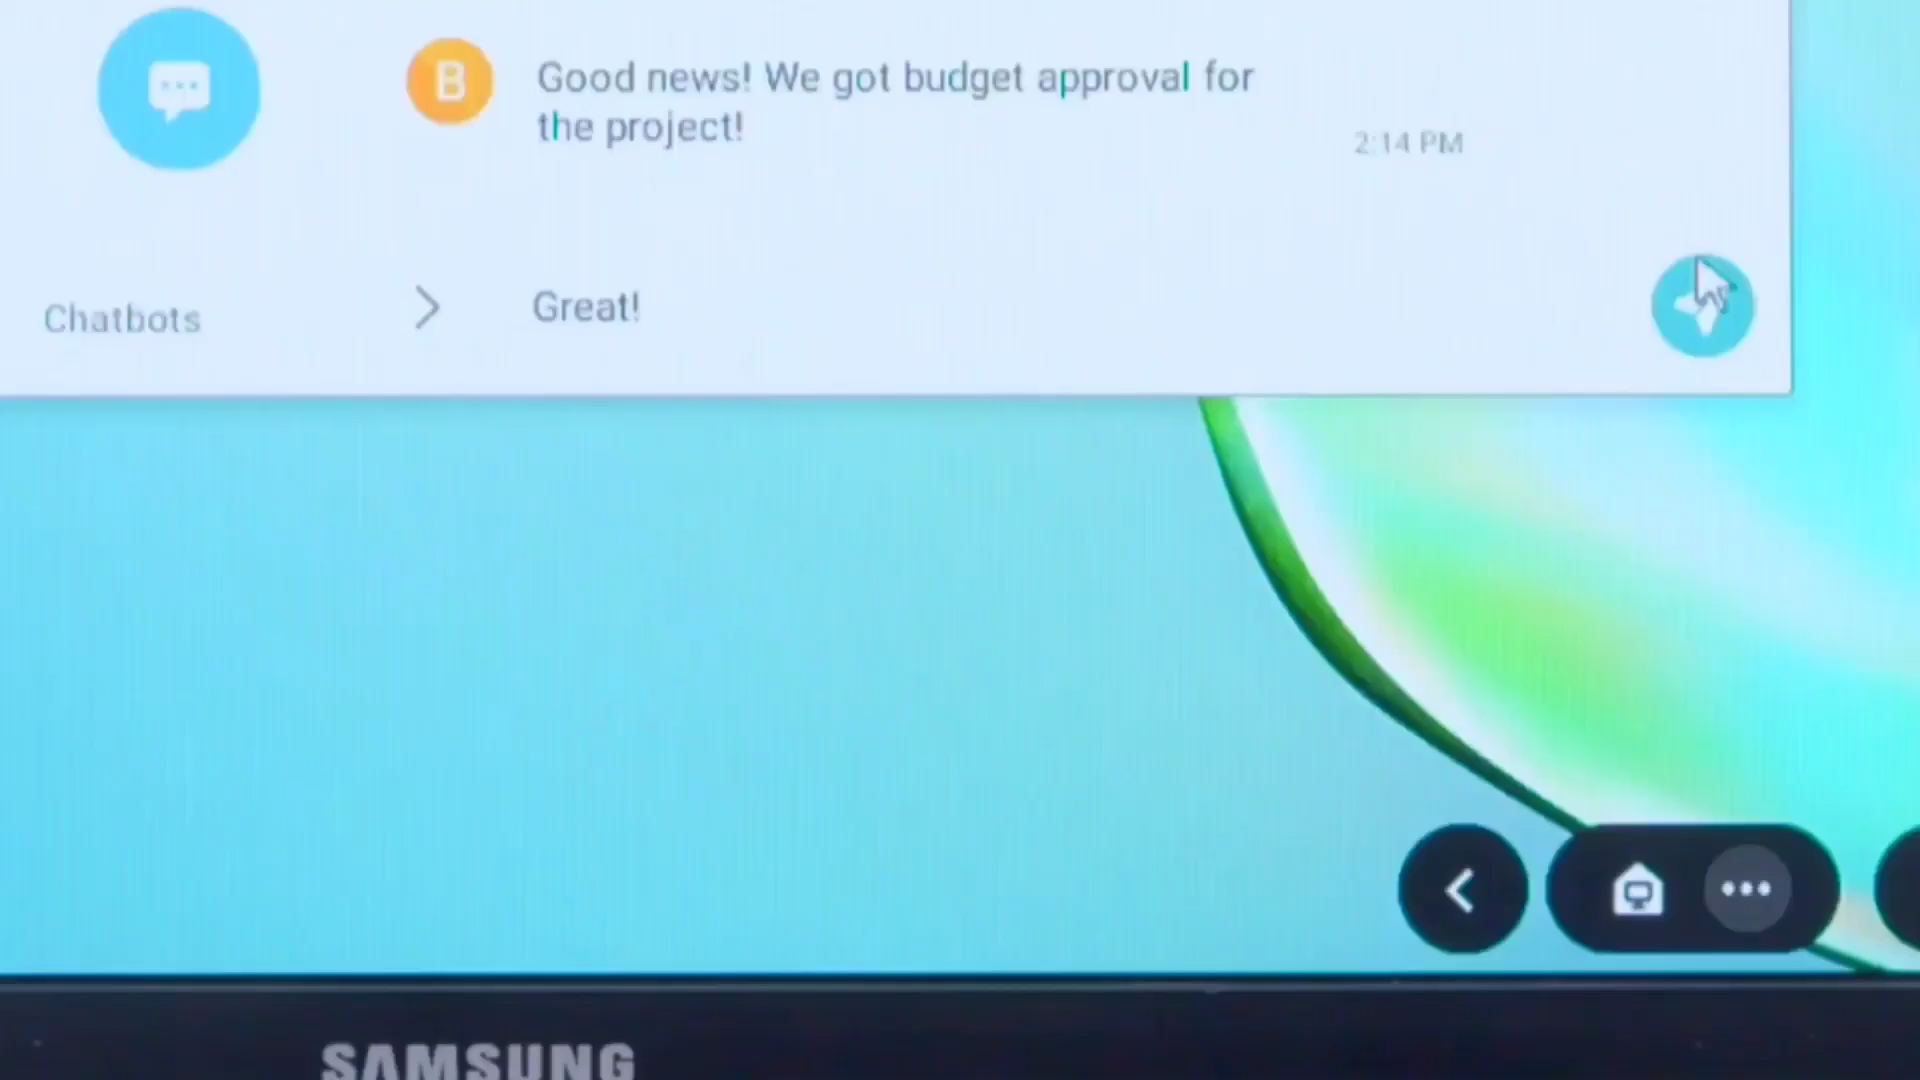 B
Good news! We got budget approval for
the project!
2:14 PM
Chatbots
Great!
SAMSUNG